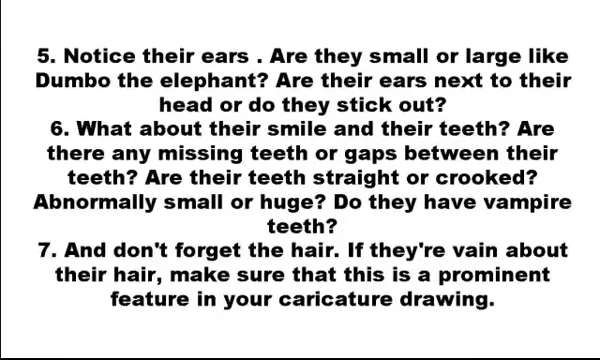 5. Notice their ears . Are they small or large like
Dumbo the elephant? Are their ears next to their
head or do they stick out?
6. What about their smile and their teeth? Are
there any missing teeth or gaps between their
teeth? Are their teeth straight or crooked?
Abnormally small or huge? Do they have vampire
teeth?
7. And don't forget the hair. If they're vain about
their hair, make sure that this is a prominent
feature in your caricature drawing.